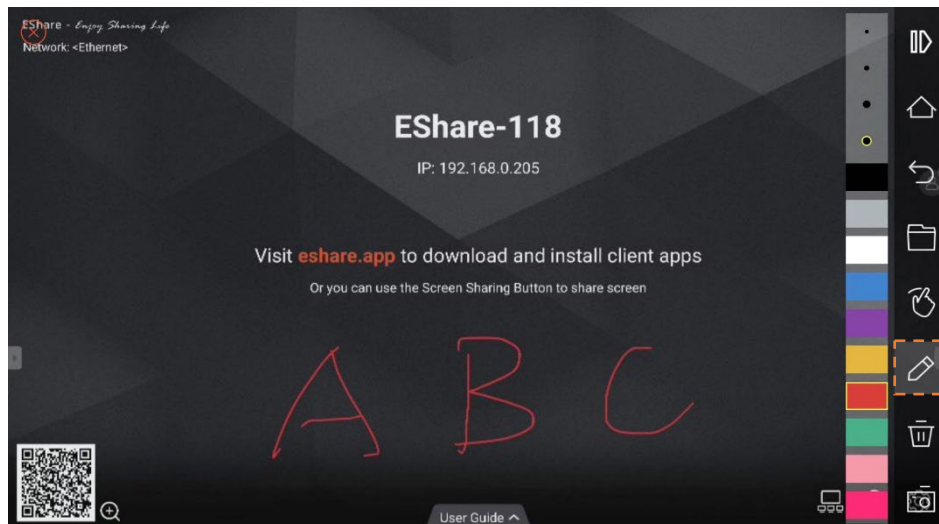 EShare - Enjoy Sharing Life
Network: <Ethernet>
EShare-118
IP: 192.168.0.205
Visit eshare.app to download and install client apps
Or you can use the Screen Sharing Button to share screen
A B C
User Guide